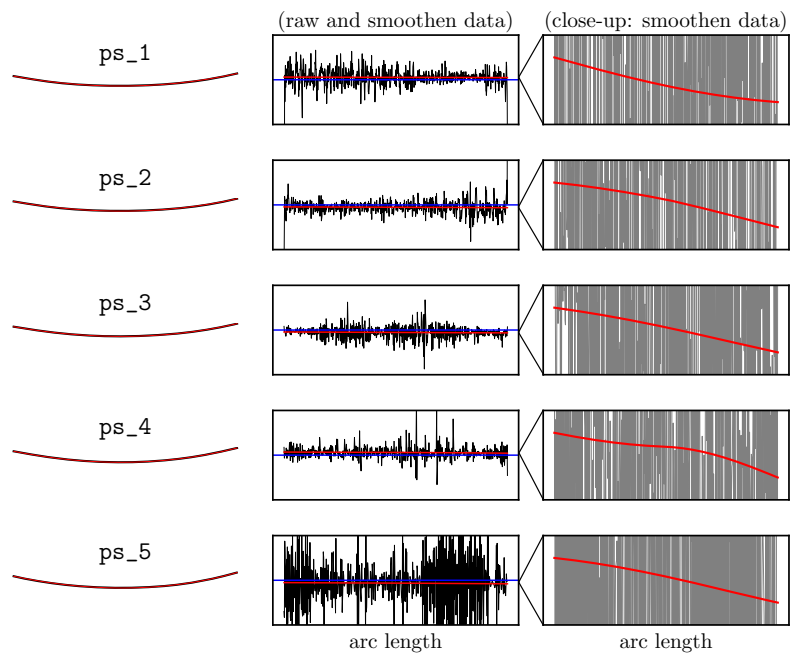 (raw and smoothen data) (close-up: smoothen data)
ps_1
ps_2
ps_3
ps_4
ps_5
arc length arc length